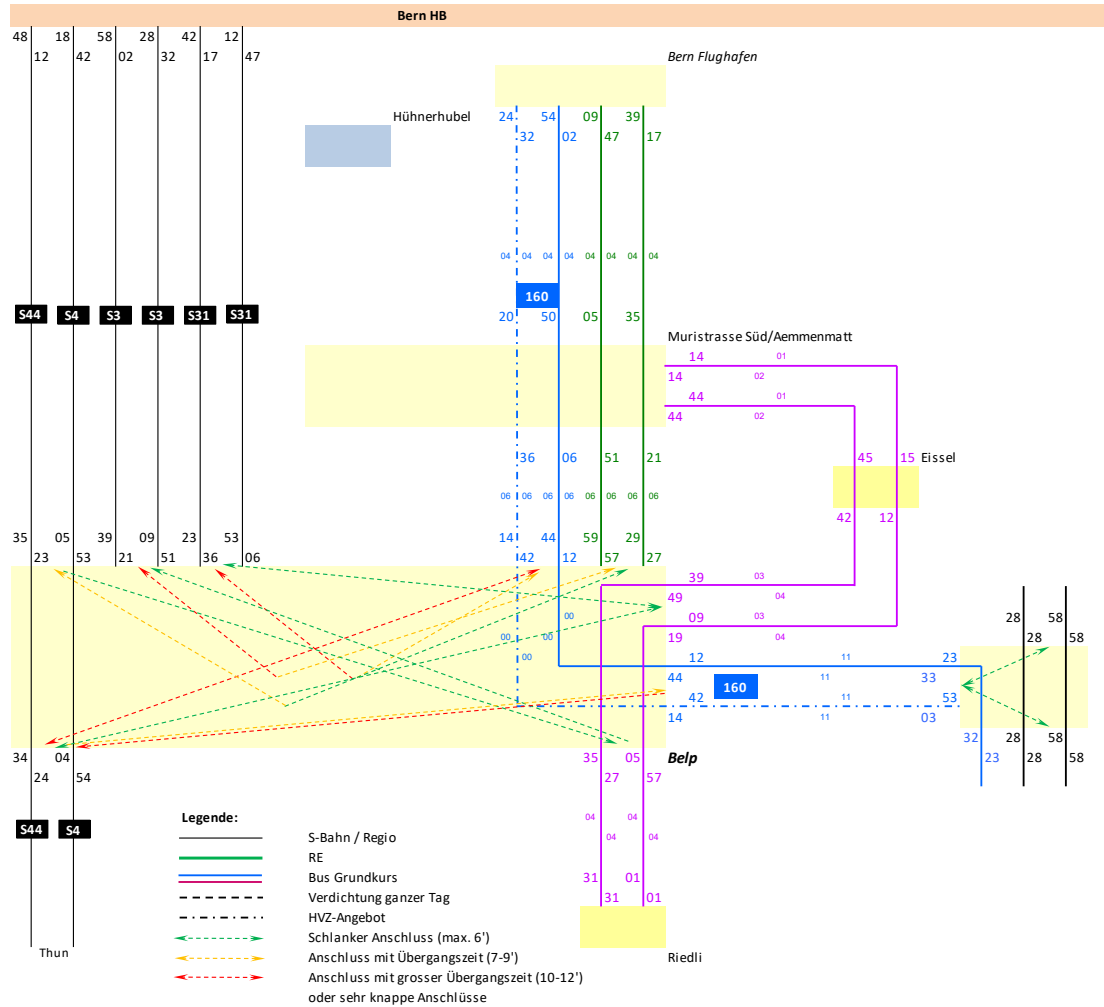 Bern HB
48 18 58 28 42 12
12 42 02 32 17 47
Bern Flughafen
Hühnerhubel
24 54 09 39
32 02 47 17
04 04 04 04 04 04 04 04
160
S44 S4 S3 S3 S31 S31
20 50 05 35
Muristrasse Süd/Aemmenmatt
14 01
14 02
44 01
44 02
36 06 51 21
45 15 Eissel
06 06 06 06 06 06 06 06
42 12
35 05 39 09 23 53
14 44 59 29
23 53 21 51 36 06
42 12 57 27
39 03
49 04
09 03
19 04
00
00 00
00
28 58
28 58
12 11 23
44 160 11 33
42 11 53
14 11 03
32 28 58
23 28 58
34 04
24 54
35 05 Belp
27 57
04 04
04 04
S44 S4
31 01
31 01
Legende:
S-Bahn / Regio
RE
Bus Grundkurs
Verdichtung ganzer Tag
HVZ-Angebot
Schlanker Anschluss (max. 6')
Anschluss mit Übergangszeit (7-9')
Anschluss mit grosser Übergangszeit (10-12')
oder sehr knappe Anschlüsse
Thun
Riedli